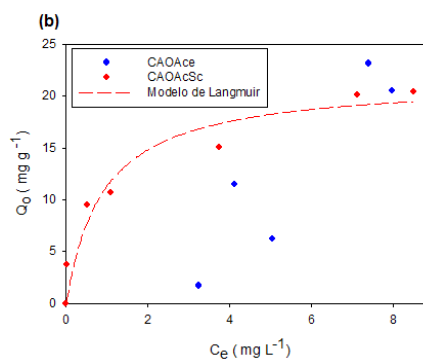 (b)
25
20
15
10
5
0
Qo ( mg g⁻¹)
CAOAce
CAOAcSc
Modelo de Langmuir
0 2 4 6 8
Ce ( mg L⁻¹)